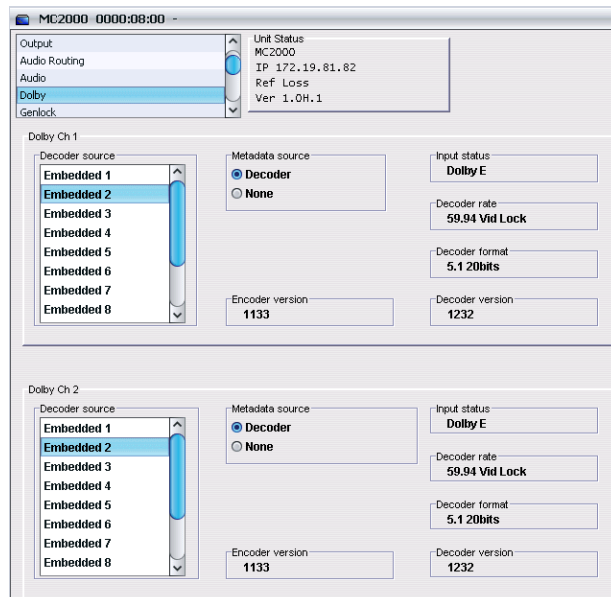 MC2000 0000:08:00 -
Output
Audio Routing
Audio
Dolby
Genlock
Unit Status
MC2000
IP 172.19.81.82
Ref Loss
Ver 1.0H.1
Dolby Ch 1
Decoder source
Embedded 1
Embedded 2
Embedded 3
Embedded 4
Embedded 5
Embedded 6
Embedded 7
Embedded 8
Metadata source
Decoder
None
Encoder version
1133
Input status
Dolby E
Decoder rate
59.94 Vid Lock
Decoder format
5.1 20bits
Decoder version
1232
Dolby Ch 2
Decoder source
Embedded 1
Embedded 2
Embedded 3
Embedded 4
Embedded 5
Embedded 6
Embedded 7
Embedded 8
Metadata source
Decoder
None
Encoder version
1133
Input status
Dolby E
Decoder rate
59.94 Vid Lock
Decoder format
5.1 20bits
Decoder version
1232